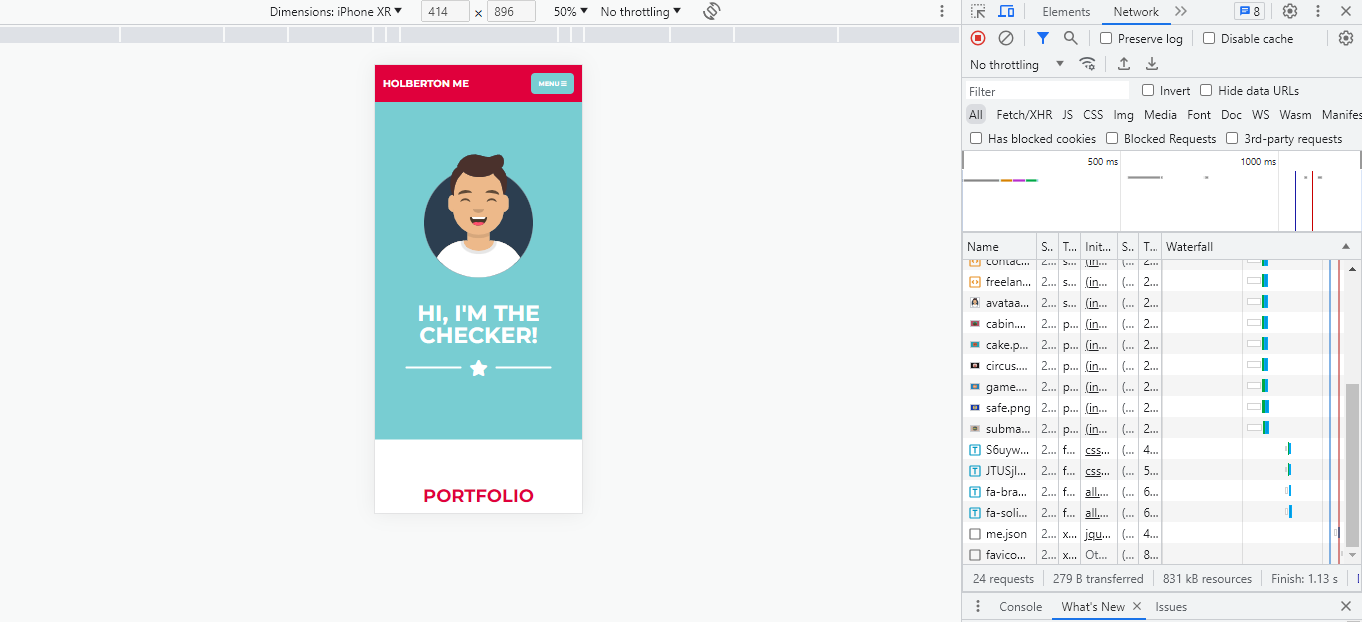 Dimensions: iPhone XR 414 x 896 50% No throttling
Elements Network 8
Preserve log Disable cache
No throttling
Filter Invert Hide data URLs
All Fetch/XHR JS CSS Img Media Font Doc WS Wasm Manifes
Has blocked cookies Blocked Requests 3rd-party requests
500 ms 1000 ms
Name S.. T... Init... S.. T... Waterfall
contac... 2... s... (in... (... 2...
freelan... 2... s... (in... (... 2...
avataa... 2... s... (in... (... 2...
cabin.... 2... p... (in... (... 2...
cake.p... 2... p... (in... (... 2...
circus.... 2... p... (in... (... 2...
game.... 2... p... (in... (... 2...
safe.png 2... p... (in... (... 2...
subma... 2... p... (in... (... 2...
S6uyw... 2... f... css... (... 4...
JTUSjI... 2... f... css... (... 5...
fa-bra... 2... f... all.... (... 6...
fa-soli... 2... f... all.... (... 6...
me.json 2... x... jqu... (... 4...
favico... 2... x... Ot... (... 8...
24 requests 279 B transferred 831 kB resources Finish: 1.13 s
Console What's New Issues
HOLBERTON ME MENU
HI, I'M THE
CHECKER!
PORTFOLIO